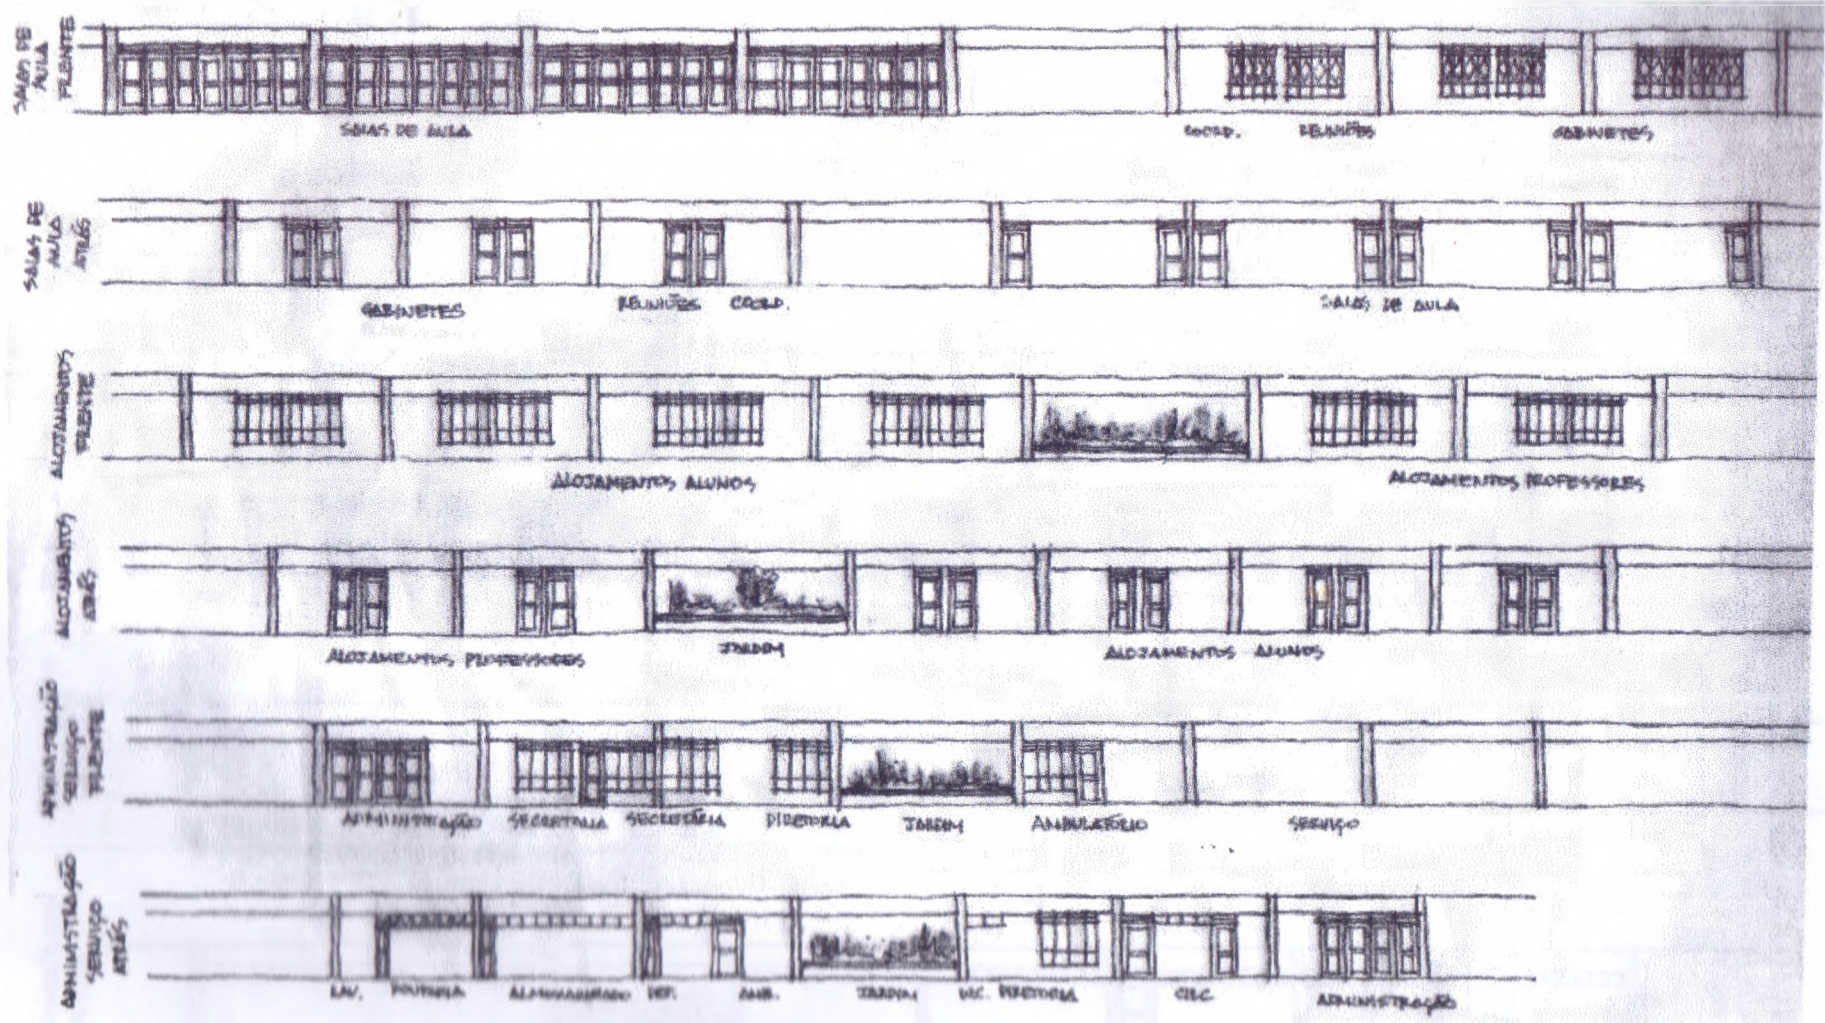 SALAS DE
AULA
FRENTE
SALAS DE AULA
COORD. REUNIÕES GABINETES
SALAS DE
AULA
ATRÁS
GABINETES REUNIÕES COORD. SALAS DE AULA
ALOJAMENTOS
FRENTE
ALOJAMENTOS ALUNOS ALOJAMENTOS PROFESSORES
ALOJAMENTOS
ATRÁS
ALOJAMENTOS PROFESSORES JARDIM ALOJAMENTOS ALUNOS
ADMINISTRAÇÃO
SERVIÇO
FRENTE
ADMINISTRAÇÃO SECRETARIA SECRETÁRIA DIRETORIA JARDIM AMBULATÓRIO SERVIÇO
ADMINISTRAÇÃO
SERVIÇO
ATRÁS
LAV. ROUPARIA ALMOXARIFADO AMB. JARDIM DIRETORIA ADMINISTRAÇÃO